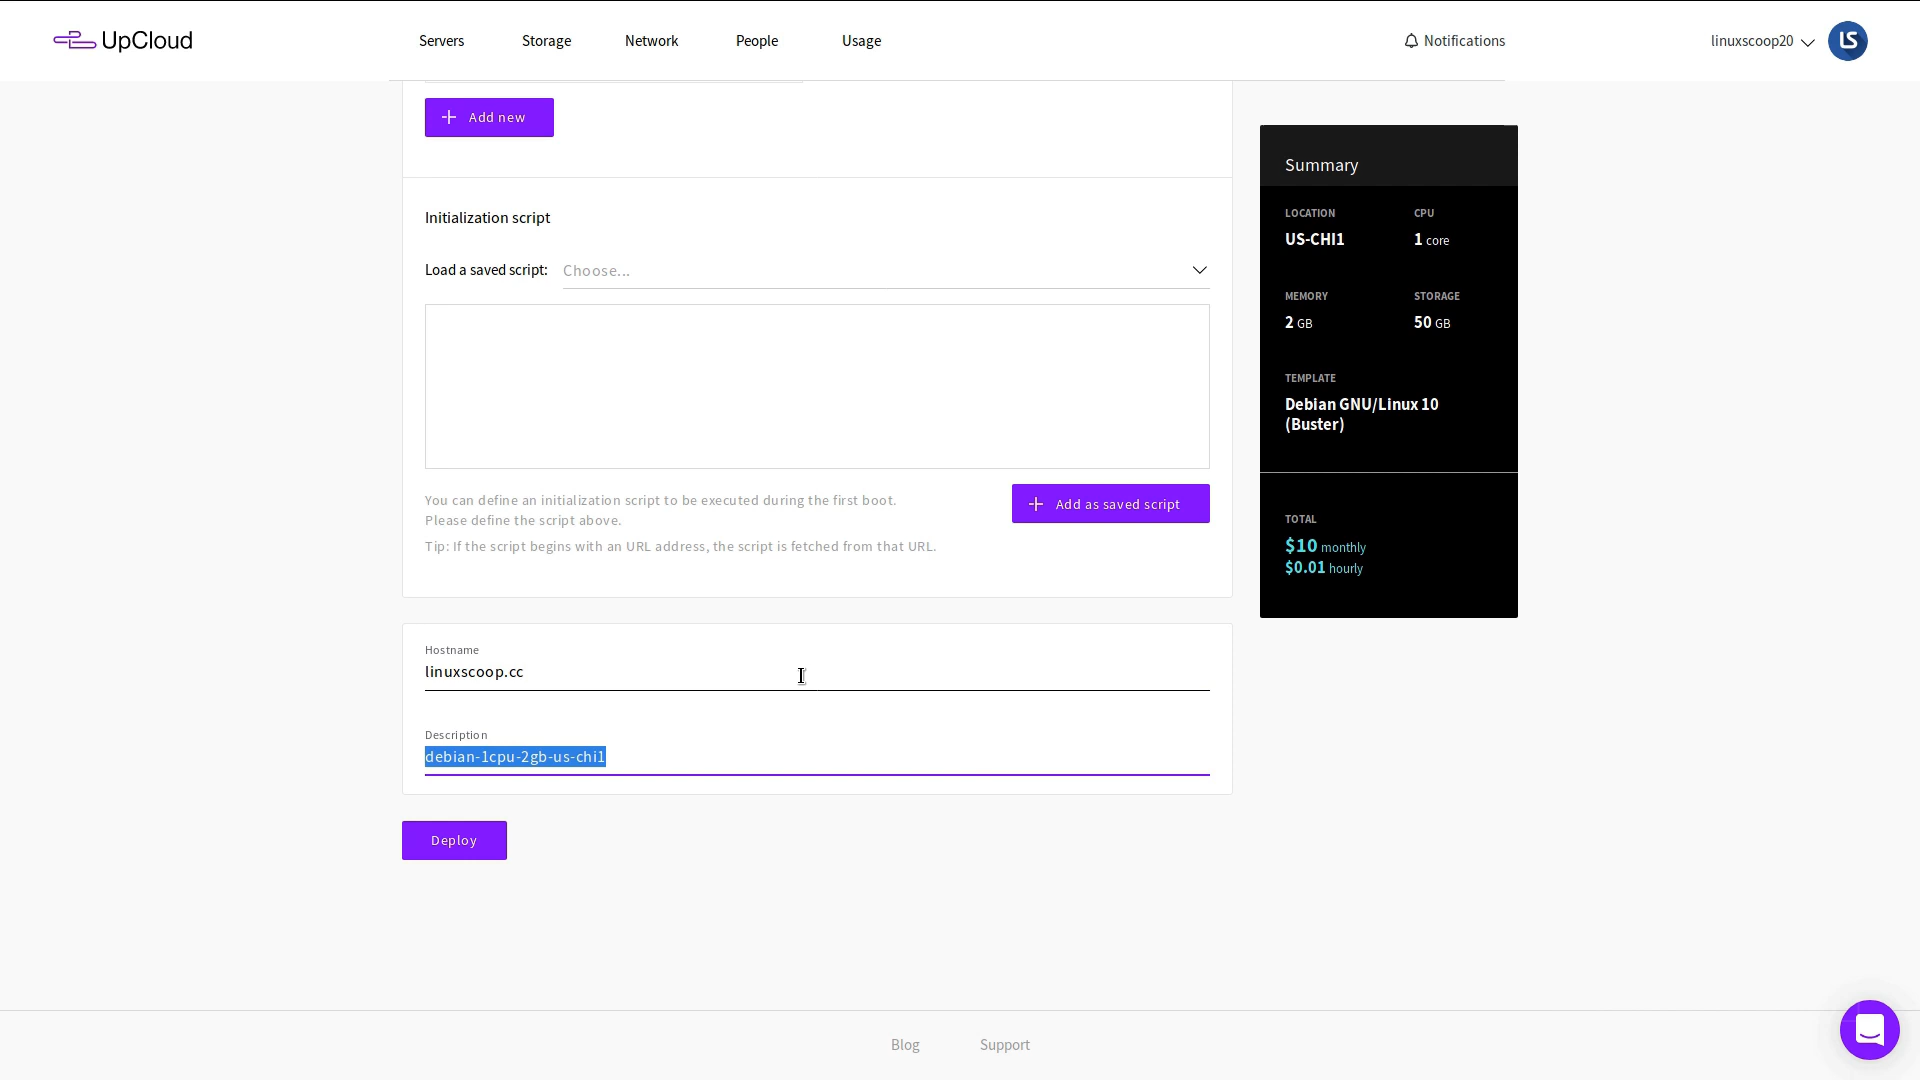 UpCloud
Servers
Storage
Network
People
Usage
Notifications
linuxscoop20
LS
Add new
Initialization script
Load a saved script:
Choose...
You can define an initialization script to be executed during the first boot.
Please define the script above.
Tip: If the script begins with an URL address, the script is fetched from that URL.
Add as saved script
Hostname
linuxscoop.cc
Description
debian-1cpu-2gb-us-chi1
Deploy
Summary
LOCATION
US-CHI1
CPU
1 core
MEMORY
2 GB
STORAGE
50 GB
TEMPLATE
Debian GNU/Linux 10
(Buster)
TOTAL
$10 monthly
$0.01 hourly
Blog
Support